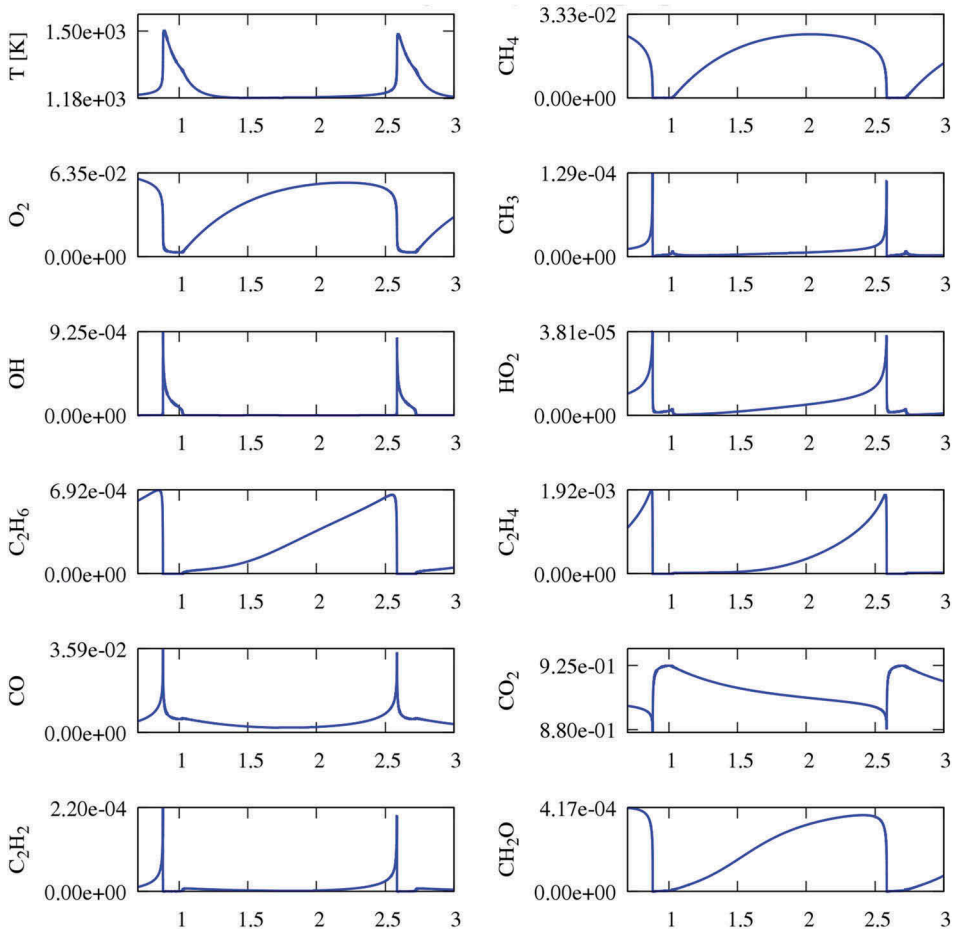 T [K]
1.50e+03
1.18e+03
1 1.5 2 2.5 3
CH4
3.33e-02
0.00e+00
1 1.5 2 2.5 3
O2
6.35e-02
0.00e+00
1 1.5 2 2.5 3
CH3
1.29e-04
0.00e+00
1 1.5 2 2.5 3
OH
9.25e-04
0.00e+00
1 1.5 2 2.5 3
HO2
3.81e-05
0.00e+00
1 1.5 2 2.5 3
C2H6
6.92e-04
0.00e+00
1 1.5 2 2.5 3
C2H4
1.92e-03
0.00e+00
1 1.5 2 2.5 3
CO
3.59e-02
0.00e+00
1 1.5 2 2.5 3
CO2
9.25e-01
8.80e-01
1 1.5 2 2.5 3
C2H2
2.20e-04
0.00e+00
1 1.5 2 2.5 3
CH2O
4.17e-04
0.00e+00
1 1.5 2 2.5 3